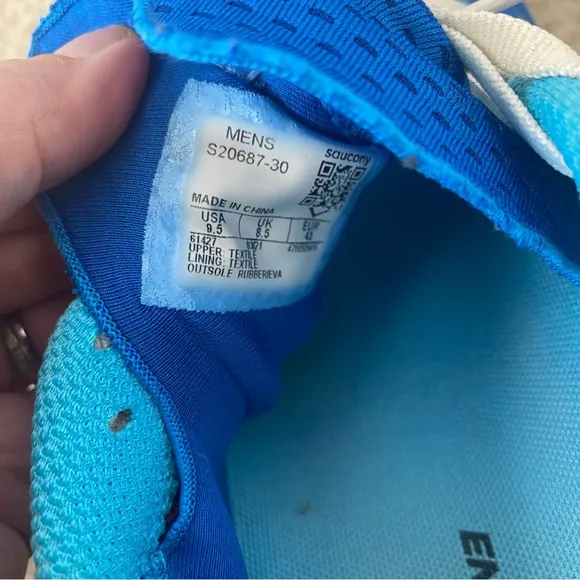 MENS
S20687-30
saucony
MADE IN CHINA
USA UK EUR
9.5 8.5 43
61427
UPPER: TEXTILE
LINING: TEXTILE
OUTSOLE RUBBER/EVA
EN